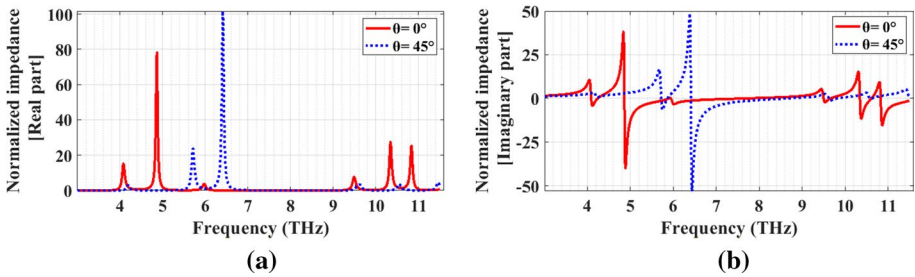 100
80
60
40
20
0
Normalized impedance
[Real part]
θ= 0°
θ= 45°
4 5 6 7 8 9 10 11
Frequency (THz)
(a)
50
25
0
-25
-50
Normalized impedance
[Imaginary part]
θ= 0°
θ= 45°
3 4 5 6 7 8 9 10 11
Frequency (THz)
(b)